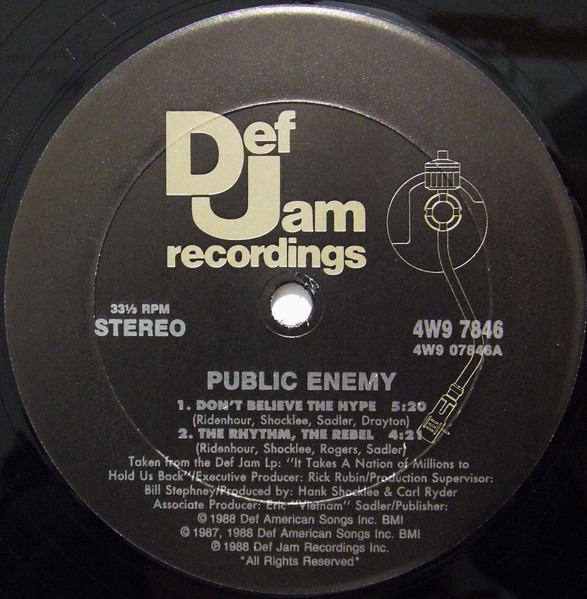 Def
Jam
recordings
33⅓ RPM
STEREO
4W9 7846
4W9 07846A
PUBLIC ENEMY
1. DON'T BELIEVE THE HYPE 5:20
(Ridenhour, Shocklee, Sadler, Drayton)
2. THE RHYTHM, THE REBEL 4:21
(Ridenhour, Shocklee, Rogers, Sadler)
Taken from the Def Jam Lp: "It Takes A Nation of Millions to
Hold Us Back"/Executive Producer: Rick Rubin/Production Supervisor:
Bill Stephney/Produced by: Hank Shocklee & Carl Ryder
Associate Producer: Eric "Vietnam" Sadler/Publisher:
© 1988 Def American Songs Inc. BMI
© 1987, 1988 Def American Songs Inc. BMI
℗ 1988 Def Jam Recordings Inc.
"All Rights Reserved"